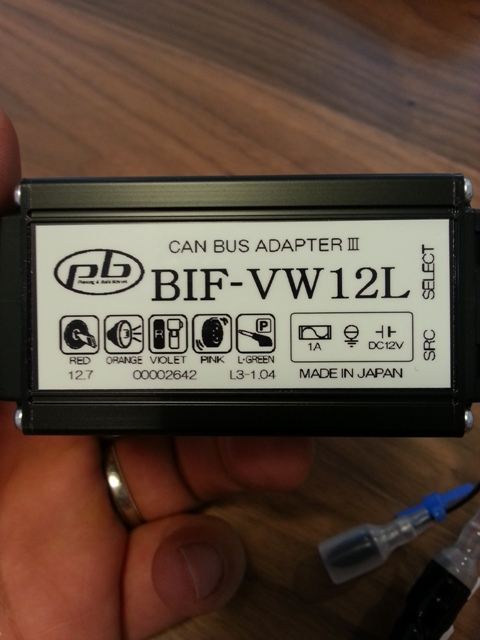 CAN BUS ADAPTER III
pb
BIF-VW12L
R
P
RED ORANGE VIOLET PINK L·GREEN
12.7 00002642 L3-1.04
1A DC12V
MADE IN JAPAN
SRC SELECT